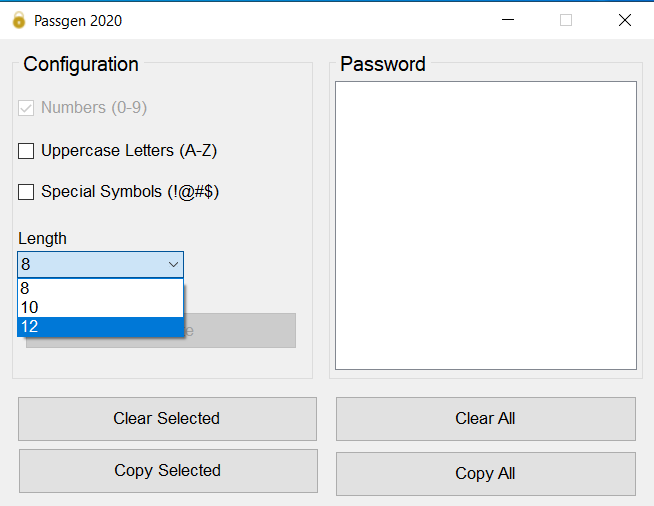 Passgen 2020
Configuration
Numbers (0-9)
Uppercase Letters (A-Z)
Special Symbols (!@#$)
Length
8
8
10
12
Clear Selected
Copy Selected
Password
Clear All
Copy All